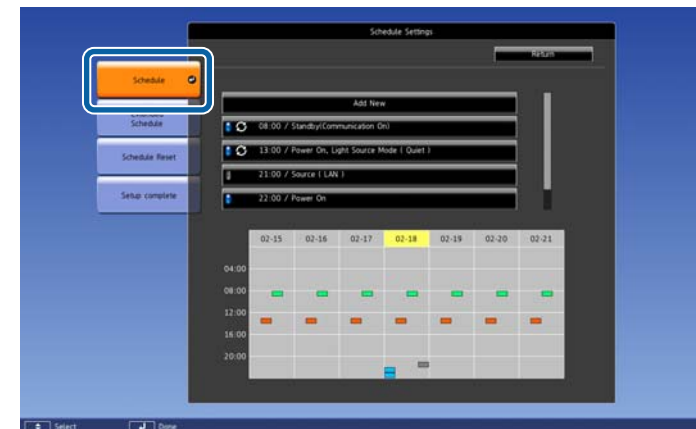 Schedule Settings
Return
Schedule
Schedule
Schedule Reset
Setup complete
Add New
08:00 / Standby(Communication On)
13:00 / Power On, Light Source Mode ( Quiet )
21:00 / Source ( LAN )
22:00 / Power On
02-15 02-16 02-17 02-18 02-19 02-20 02-21
04:00
08:00
12:00
16:00
20:00
Select Done